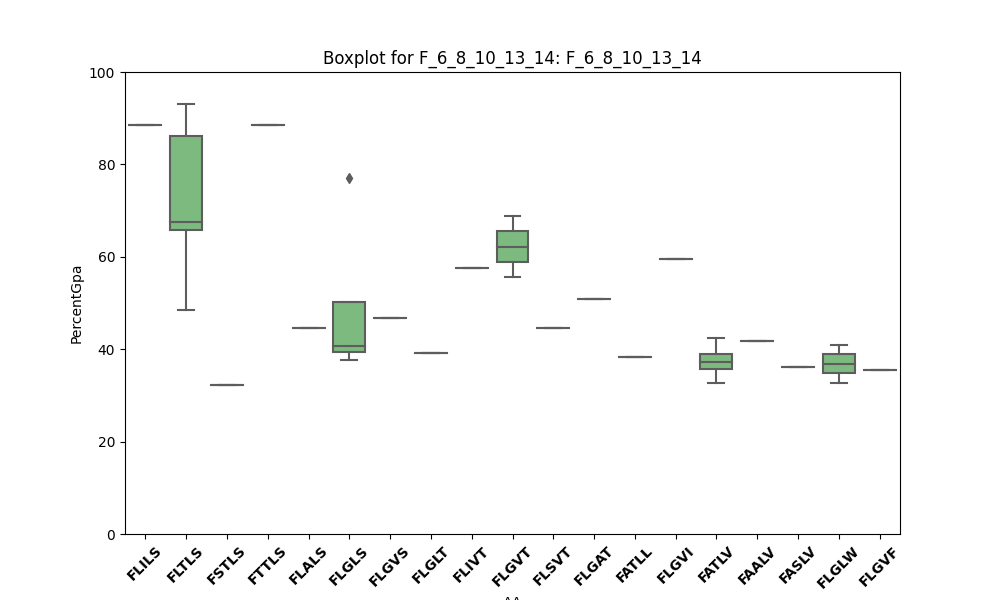 Boxplot for F_6_8_10_13_14: F_6_8_10_13_14
100
80
60
40
20
0
PercentGpa
FLILS
FLTLS
FSTLS
FTTLS
FLALS
FLGLS
FLGVS
FLGLT
FLIVT
FLGVT
FLSVT
FLGAT
FATLL
FLGVI
FATLV
FAALV
FASLV
FLGLW
FLGVF